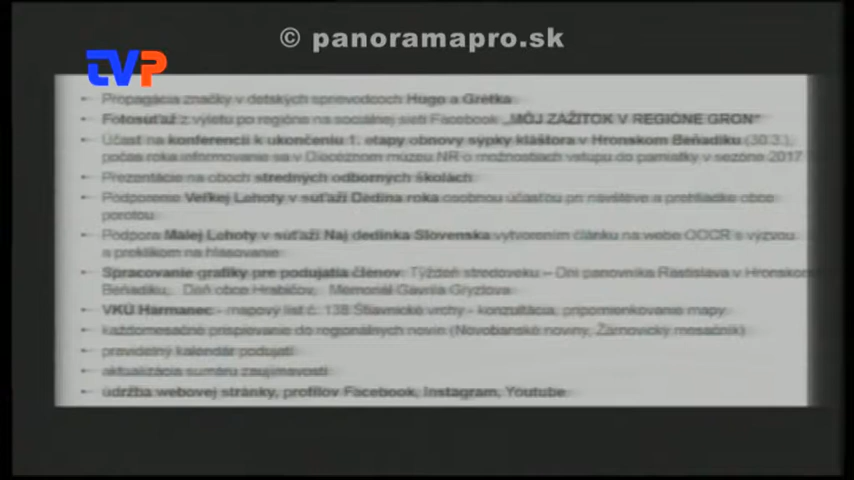 © panoramapro.sk
TVP
← Propagácia značky v detských sprievodcoch Hugo a Grétka
← Fotosúťaž z výletu po regióne na sociálnej sieti Facebook „MÔJ ZÁŽITOK V REGIÓNE GRON"
← Účasť na konferencii k ukončeniu 1. etapy obnovy sýpky kláštora v Hronskom Beňadiku (30.3.),
počas roka informovanie sa v Diecéznom múzeu NR o možnostiach vstupu do pamiatky v sezóne 2017
← Prezentácie na oboch stredných odborných školách
← Podporenie Veľkej Lehoty v súťaži Dedina roka osobnou účasťou pri návšteve a prehliadke obce
porotou
← Podpora Malej Lehoty v súťaži Naj dedinka Slovenska vytvorením článku na webe OOCR s výzvou
a preklikom na hlasovanie
← Spracovanie grafiky pre podujatia členov: Týždeň stredoveku – Dni panovníka Rastislava v Hronskom
Beňadiku, Deň obce Hrabičov, Memoriál Gavrila Gryzlova
← VKÚ Harmanec - mapový list č. 138 Štiavnické vrchy - konzultácia, pripomienkovanie mapy
← každomesačné prispievanie do regionálnych novín (Novobanské noviny, Žarnovický mesačník)
← pravidelný kalendár podujatí
← aktualizácia sumáru zaujímavostí
← údržba webovej stránky, profilov Facebook, Instagram, Youtube